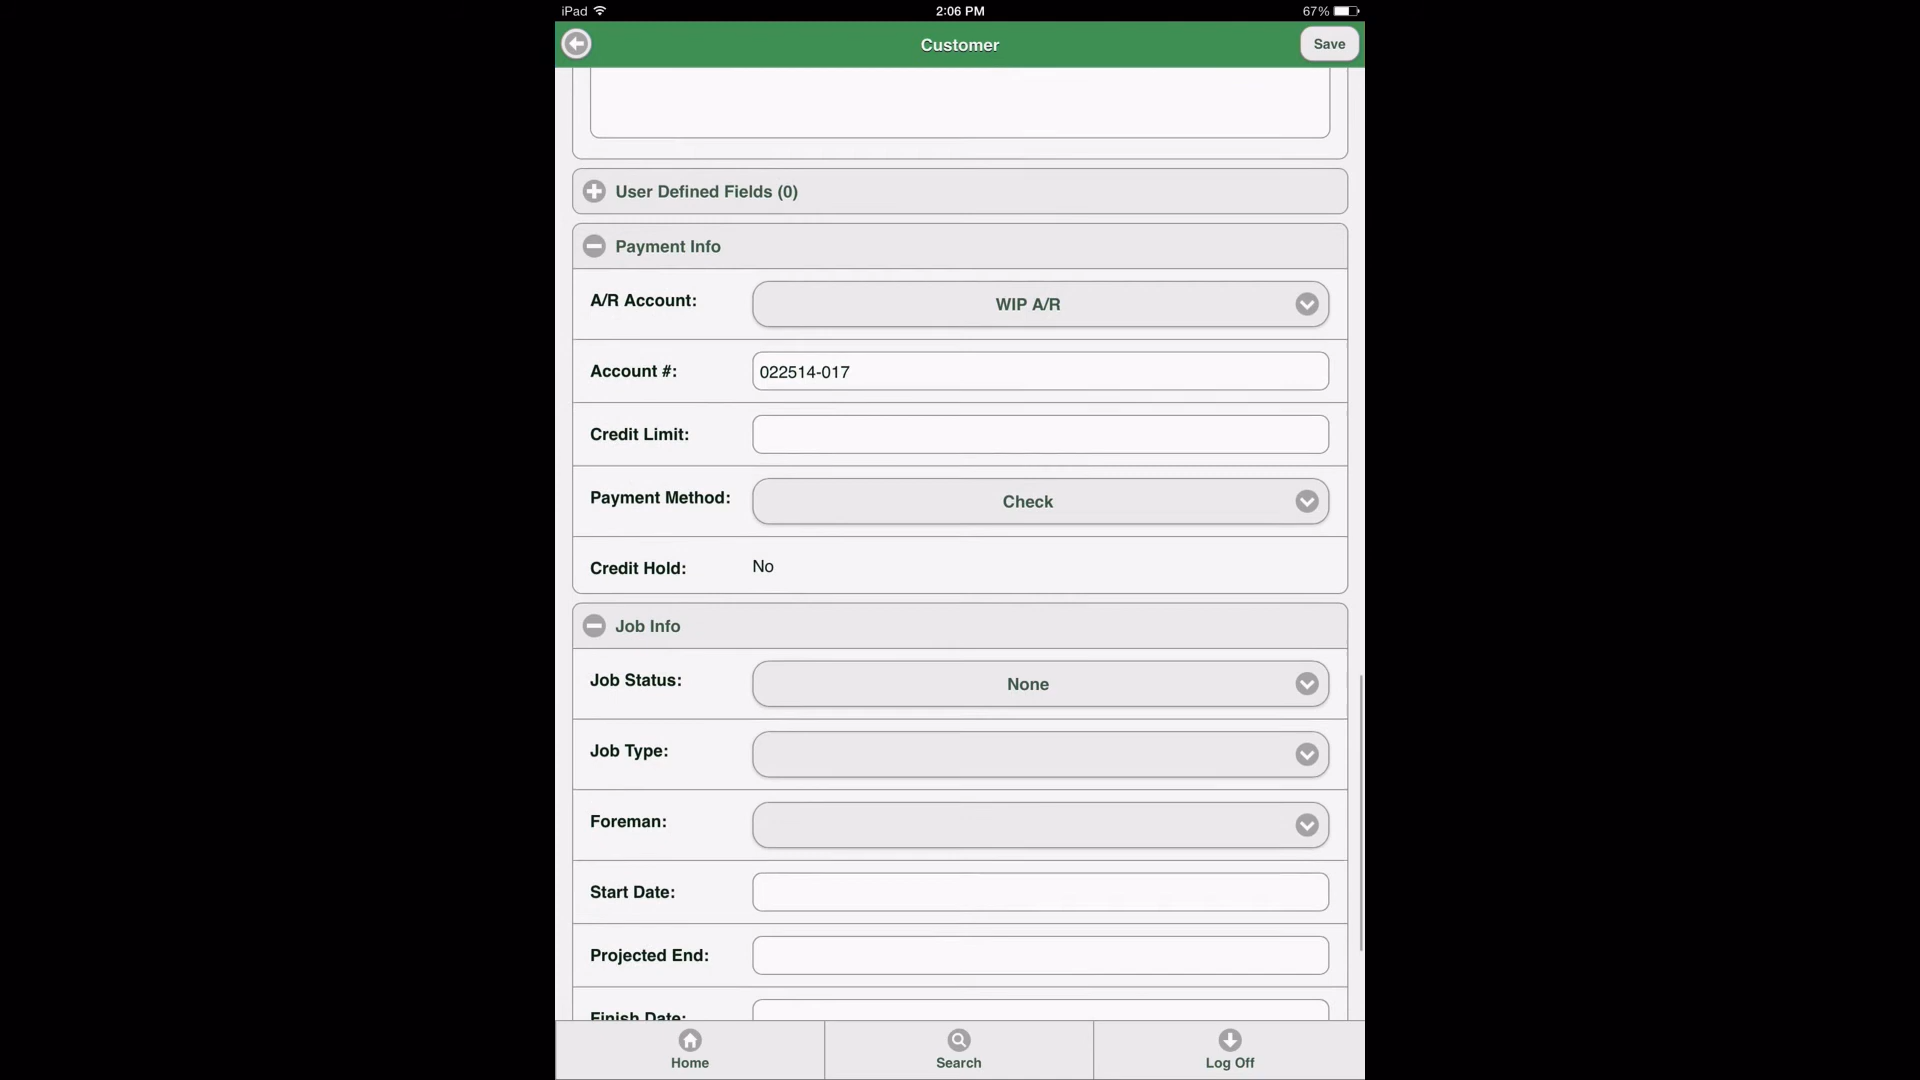 iPad 2:06 PM 67%
Customer Save
User Defined Fields (0)
Payment Info
A/R Account: WIP A/R
Account #: 022514-017
Credit Limit:
Payment Method: Check
Credit Hold: No
Job Info
Job Status: None
Job Type:
Foreman:
Start Date:
Projected End:
Finish Date:
Home Search Log Off